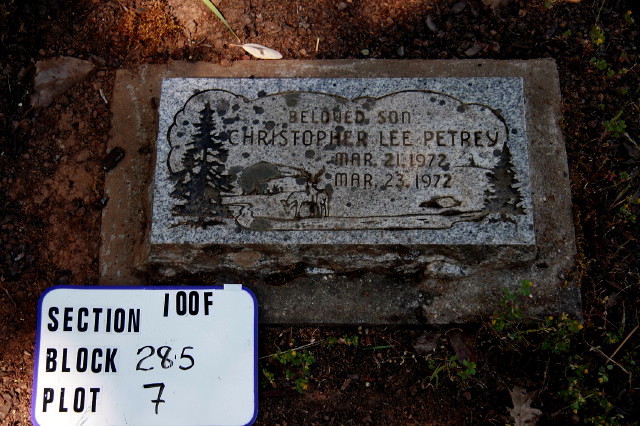 BELOVED SON
CHRISTOPHER LEE PETREY
MAR. 21. 1972
MAR. 23. 1972
SECTION 100F
BLOCK 285
PLOT 7